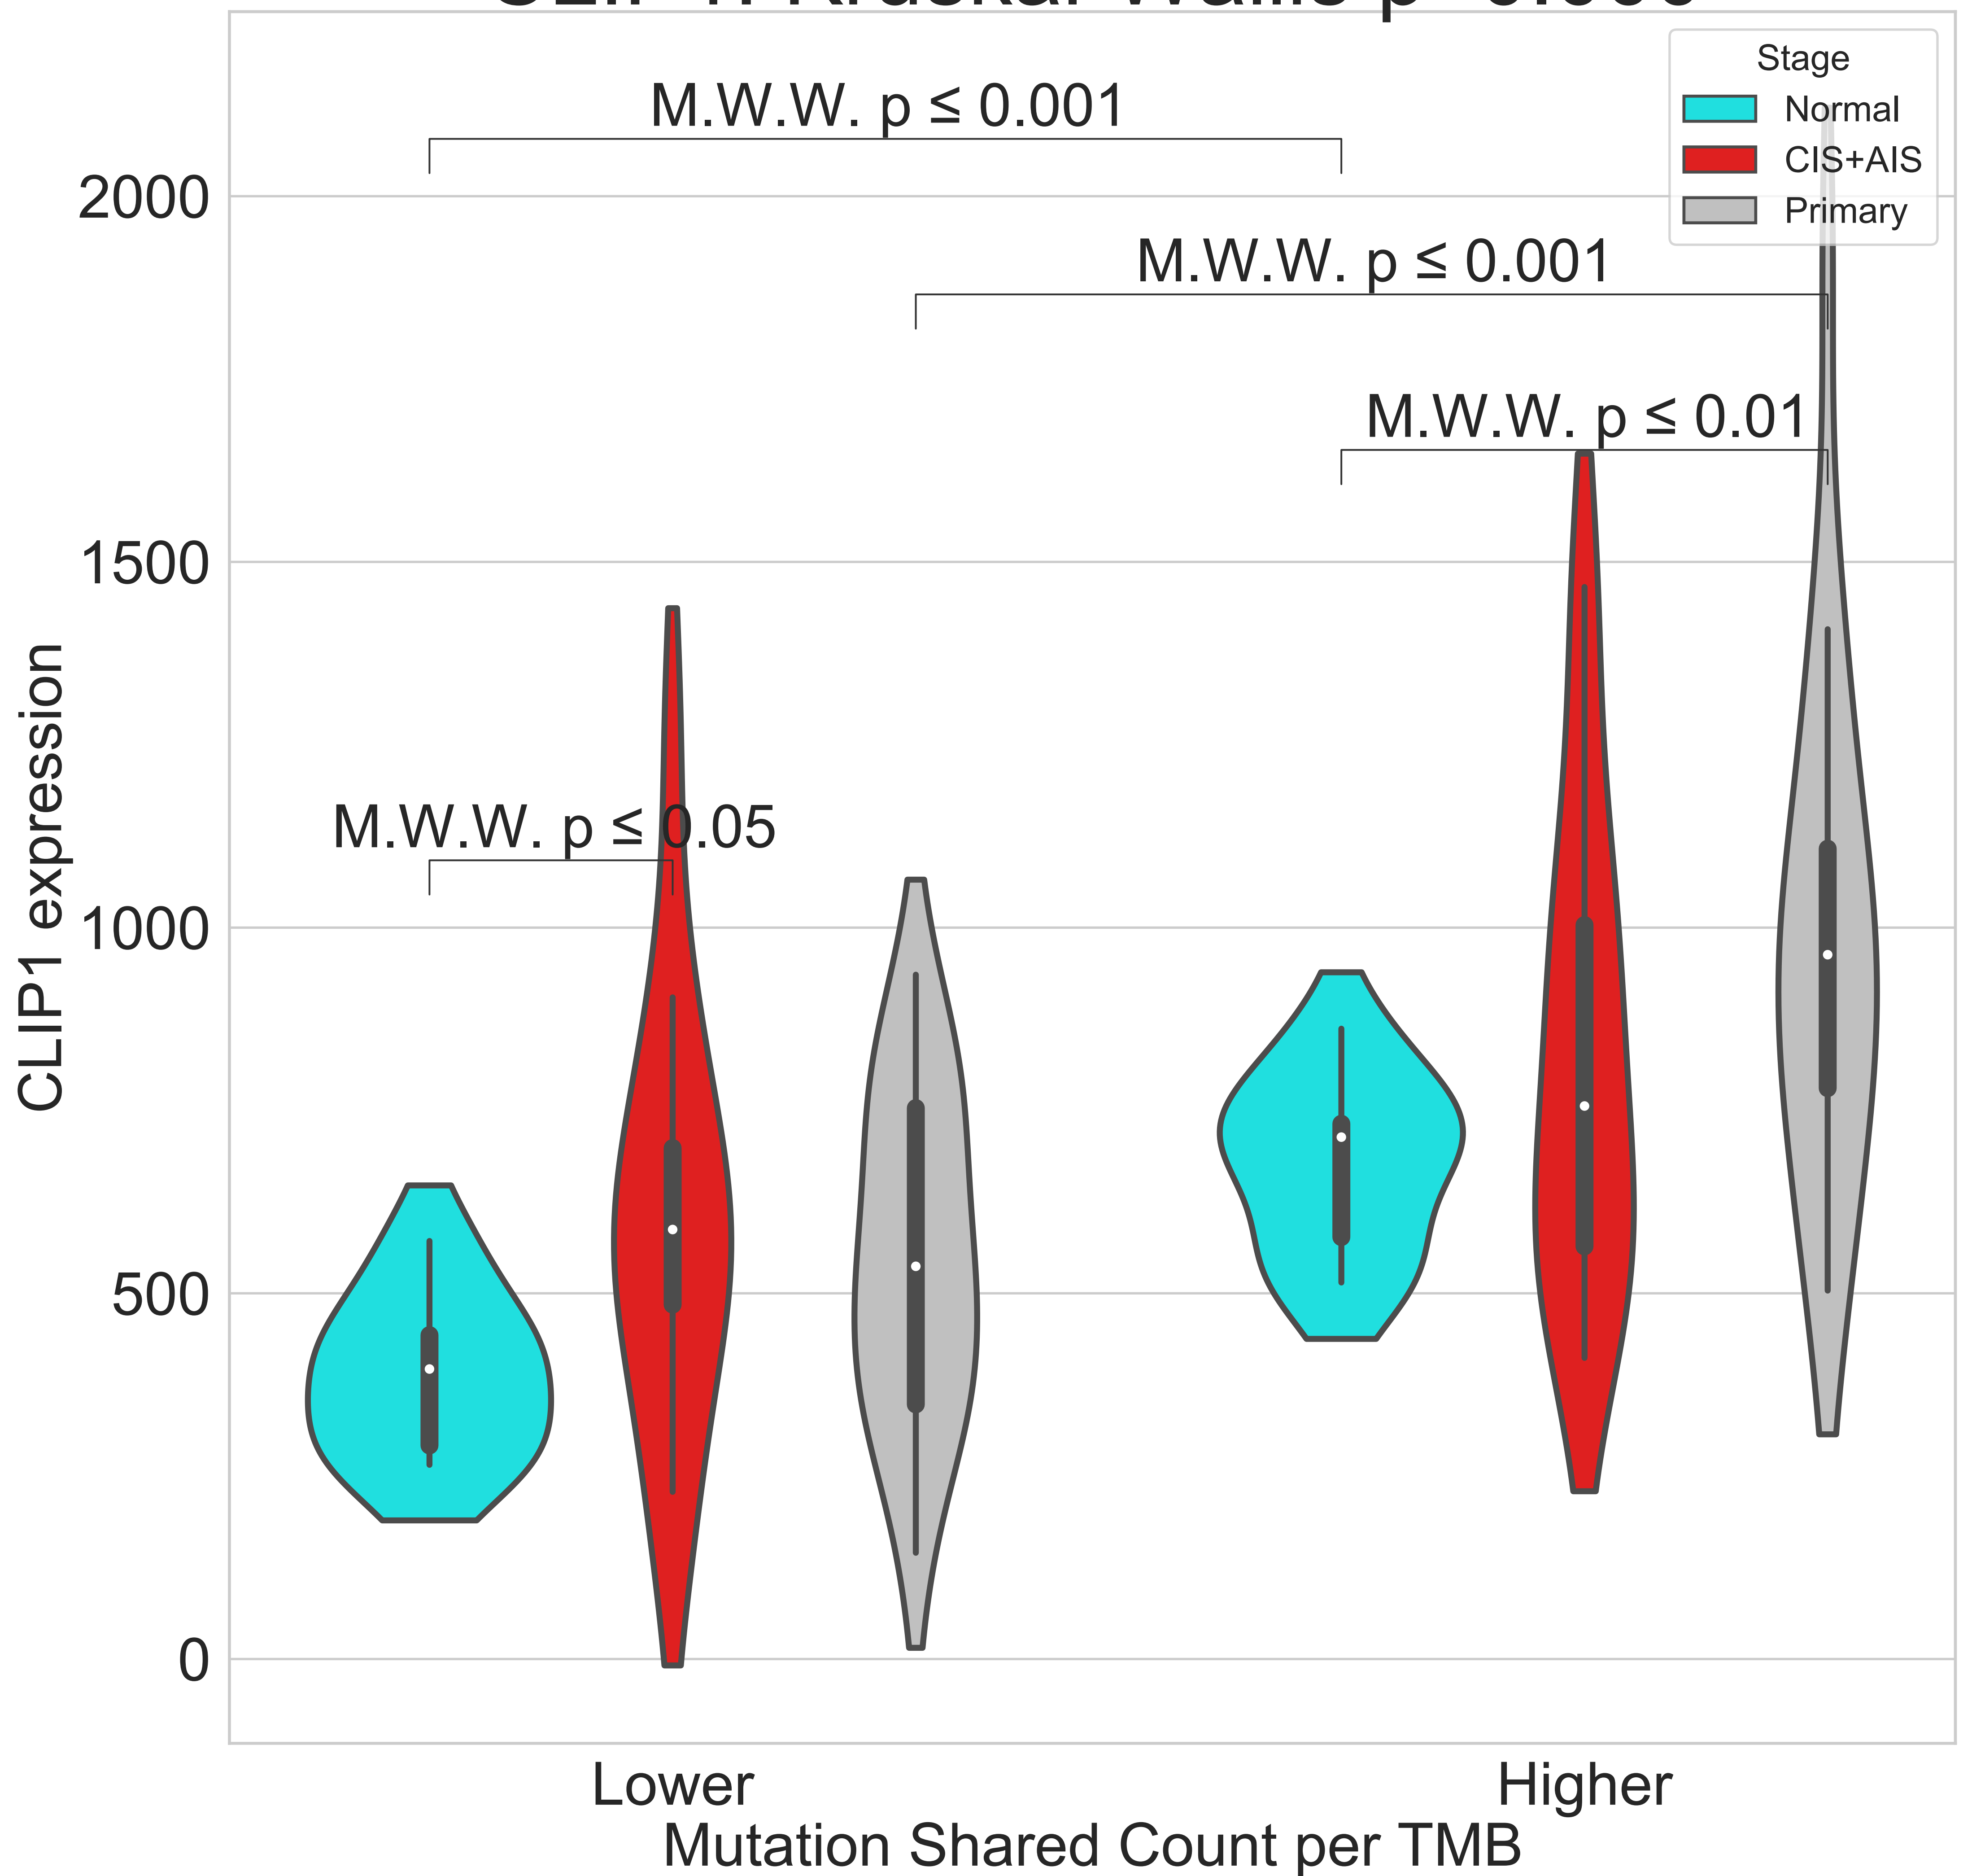 Stage
Normal
CIS+AIS
Primary
M.W.W. p ≤ 0.001
M.W.W. p ≤ 0.001
M.W.W. p ≤ 0.01
M.W.W. p ≤ 0.05
2000
1500
1000
500
0
CLIP1 expression
Lower
Higher
Mutation Shared Count per TMB